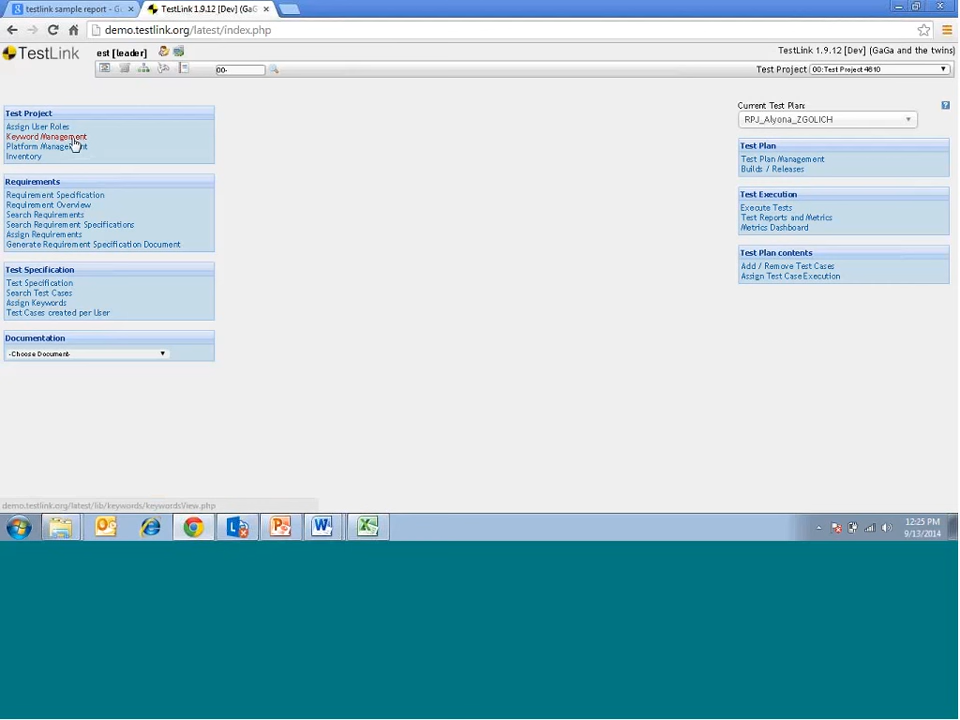 testlink sample report - Go
TestLink 1.9.12 [Dev] (GaG
demo.testlink.org/latest/index.php
TestLink
est [leader]
TestLink 1.9.12 [Dev] (GaGa and the twins)
00-
Test Project
00:Test Project 4610
Test Project
Assign User Roles
Keyword Management
Platform Management
Inventory
Requirements
Requirement Specification
Requirement Overview
Search Requirements
Search Requirement Specifications
Assign Requirements
Generate Requirement Specification Document
Test Specification
Test Specification
Search Test Cases
Assign Keywords
Test Cases created per User
Documentation
-Choose Document-
Current Test Plan:
RPJ_Alyona_ZGOLICH
Test Plan
Test Plan Management
Builds / Releases
Test Execution
Execute Tests
Test Reports and Metrics
Metrics Dashboard
Test Plan contents
Add / Remove Test Cases
Assign Test Case Execution
demo.testlink.org/latest/lib/keywords/keywordsView.php
12:25 PM
9/13/2014